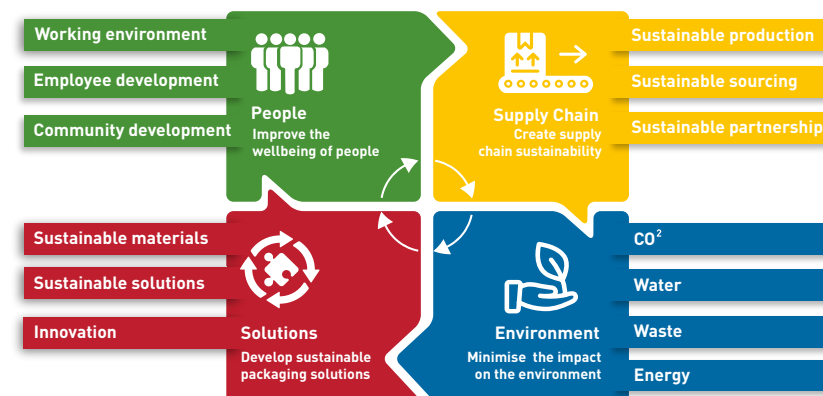 Working environment
Employee development
Community development
People
Improve the
wellbeing of people
Supply Chain
Create supply
chain sustainability
Sustainable production
Sustainable sourcing
Sustainable partnership
Sustainable materials
Sustainable solutions
Innovation
Solutions
Develop sustainable
packaging solutions
Environment
Minimise the impact
on the environment
CO²
Water
Waste
Energy